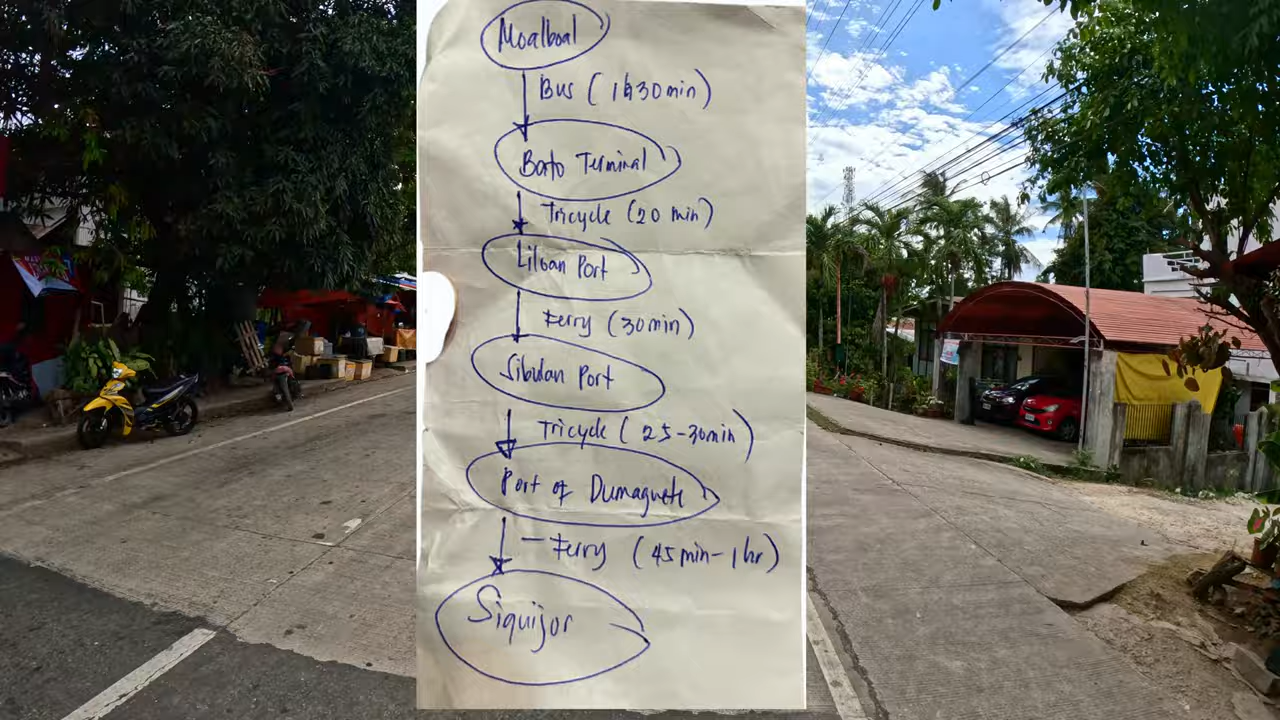 Moalboal
Bus (1h30min)
Bato Terminal
Tricycle (20 min)
Liloan Port
Ferry (30min)
Sibulan Port
Tricycle (25-30min)
Port of Dumaguete
Ferry (45min-1hr)
Siquijor